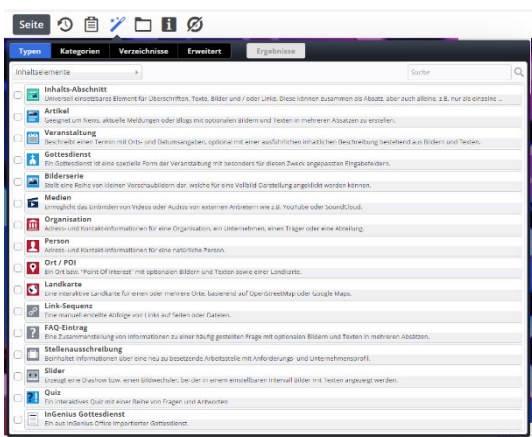 Seite
Typen Kategorien Verzeichnisse Erweitert Ergebnisse
Inhaltselemente Suche
Inhalts-Abschnitt
Universell einsetzbares Element für Überschriften, Texte, Bilder und / oder Links. Diese können zusammen als Absatz, aber auch alleine, z.B. nur als einzelne ...
Artikel
Geeignet um News, aktuelle Meldungen oder Blogs mit optionalen Bildern und Texten in mehreren Absätzen zu erstellen.
Veranstaltung
Beschreibt einen Termin mit Orts- und Datumsangaben, optional mit einer ausführlichen inhaltlichen Beschreibung bestehend aus Bildern und Texten.
Gottesdienst
Ein Gottesdienst ist eine spezielle Form der Veranstaltung mit besonders für diesen Zweck angepassten Eingabefeldern.
Bilderserie
Stellt eine Reihe von kleinen Vorschaubildern dar, welche für eine Vollbild Darstellung angeklickt werden können.
Medien
Ermöglicht das Einbinden von Videos oder Audios von externen Anbietern wie z.B. YouTube oder SoundCloud.
Organisation
Adress- und Kontakt-Informationen für eine Organisation, ein Unternehmen, einen Träger oder eine Abteilung.
Person
Adress- und Kontakt-Informationen für eine natürliche Person.
Ort / POI
Ein Ort bzw. "Point Of Interest" mit optionalen Bildern und Texten sowie einer Landkarte.
Landkarte
Eine interaktive Landkarte für einen oder mehrere Orte, basierend auf OpenStreetMap oder Google Maps.
Link-Sequenz
Eine manuell erstellte Abfolge von Links auf Seiten oder Dateien.
FAQ-Eintrag
Eine Zusammenstellung von Informationen zu einer häufig gestellten Frage mit optionalen Bildern und Texten in mehreren Absätzen.
Stellenausschreibung
Beinhaltet Informationen über eine neu zu besetzende Arbeitsstelle mit Anforderungs- und Unternehmensprofil.
Slider
Erzeugt eine Diashow bzw. einen Bildwechsler, bei der in einem einstellbaren Intervall Bilder mit Texten angezeigt werden.
Quiz
Ein interaktives Quiz mit einer Reihe von Fragen und Antworten
InGenius Gottesdienst
Ein aus InGenius Office importierter Gottesdienst.